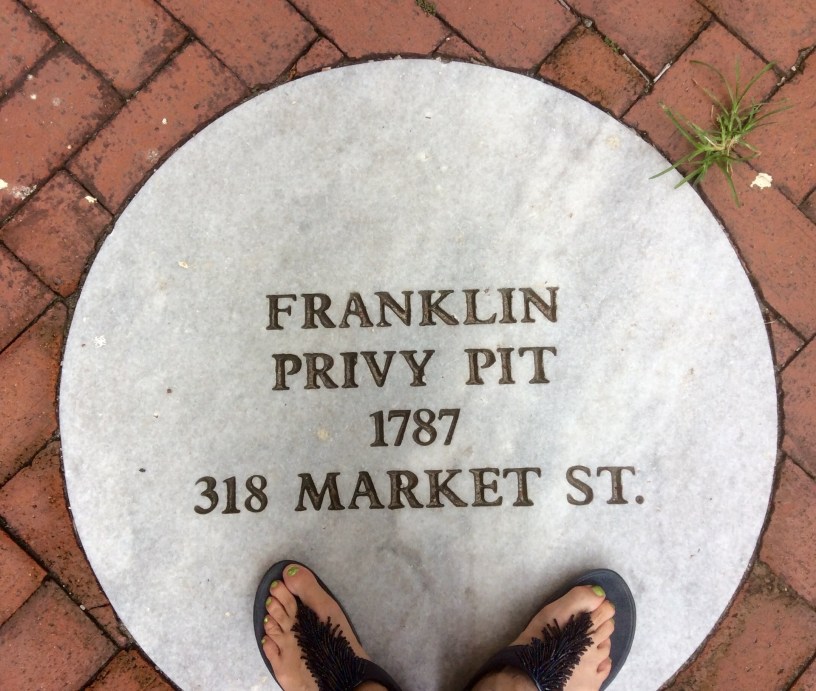 FRANKLIN
PRIVY PIT
1787
318 MARKET ST.